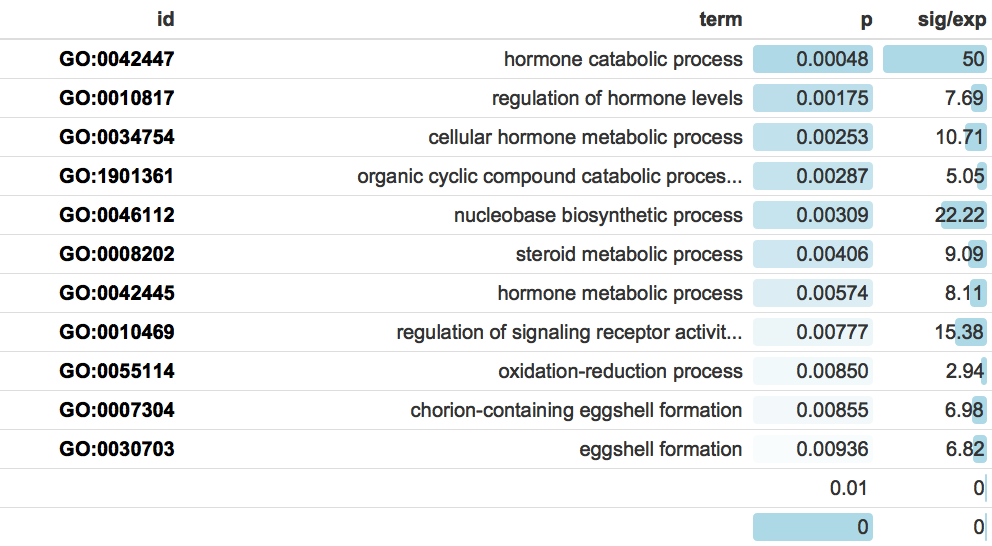 id term p sig/exp
GO:0042447 hormone catabolic process 0.00048 50
GO:0010817 regulation of hormone levels 0.00175 7.69
GO:0034754 cellular hormone metabolic process 0.00253 10.71
GO:1901361 organic cyclic compound catabolic proces... 0.00287 5.05
GO:0046112 nucleobase biosynthetic process 0.00309 22.22
GO:0008202 steroid metabolic process 0.00406 9.09
GO:0042445 hormone metabolic process 0.00574 8.11
GO:0010469 regulation of signaling receptor activit... 0.00777 15.38
GO:0055114 oxidation-reduction process 0.00850 2.94
GO:0007304 chorion-containing eggshell formation 0.00855 6.98
GO:0030703 eggshell formation 0.00936 6.82
0.01 0
0 0